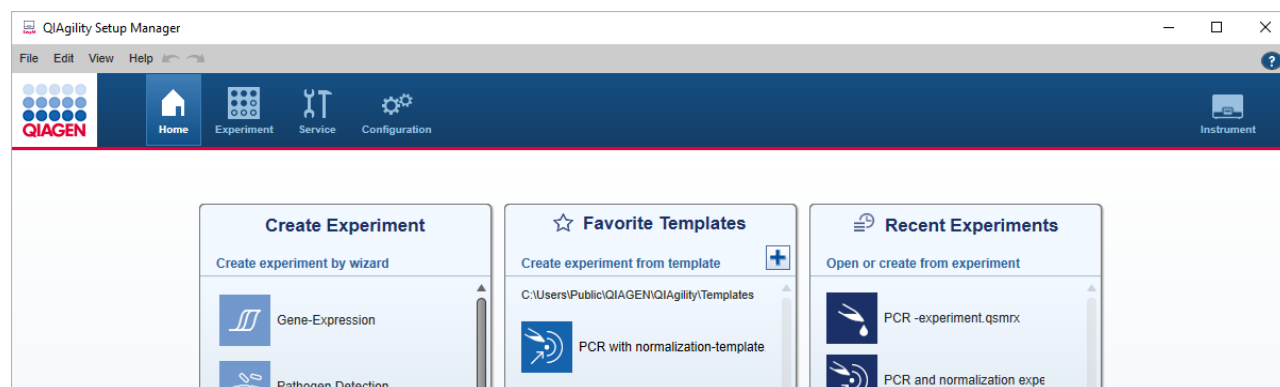 QIAgility Setup Manager
File Edit View Help
?
QIAGEN
Home
Experiment
Service
Configuration
Instrument
Create Experiment
Create experiment by wizard
Gene-Expression
Pathogen Detection
Favorite Templates
Create experiment from template
C:\Users\Public\QIAGEN\QIAgility\Templates
PCR with normalization-template
Recent Experiments
Open or create from experiment
PCR -experiment.qsmrx
PCR and normalization expe